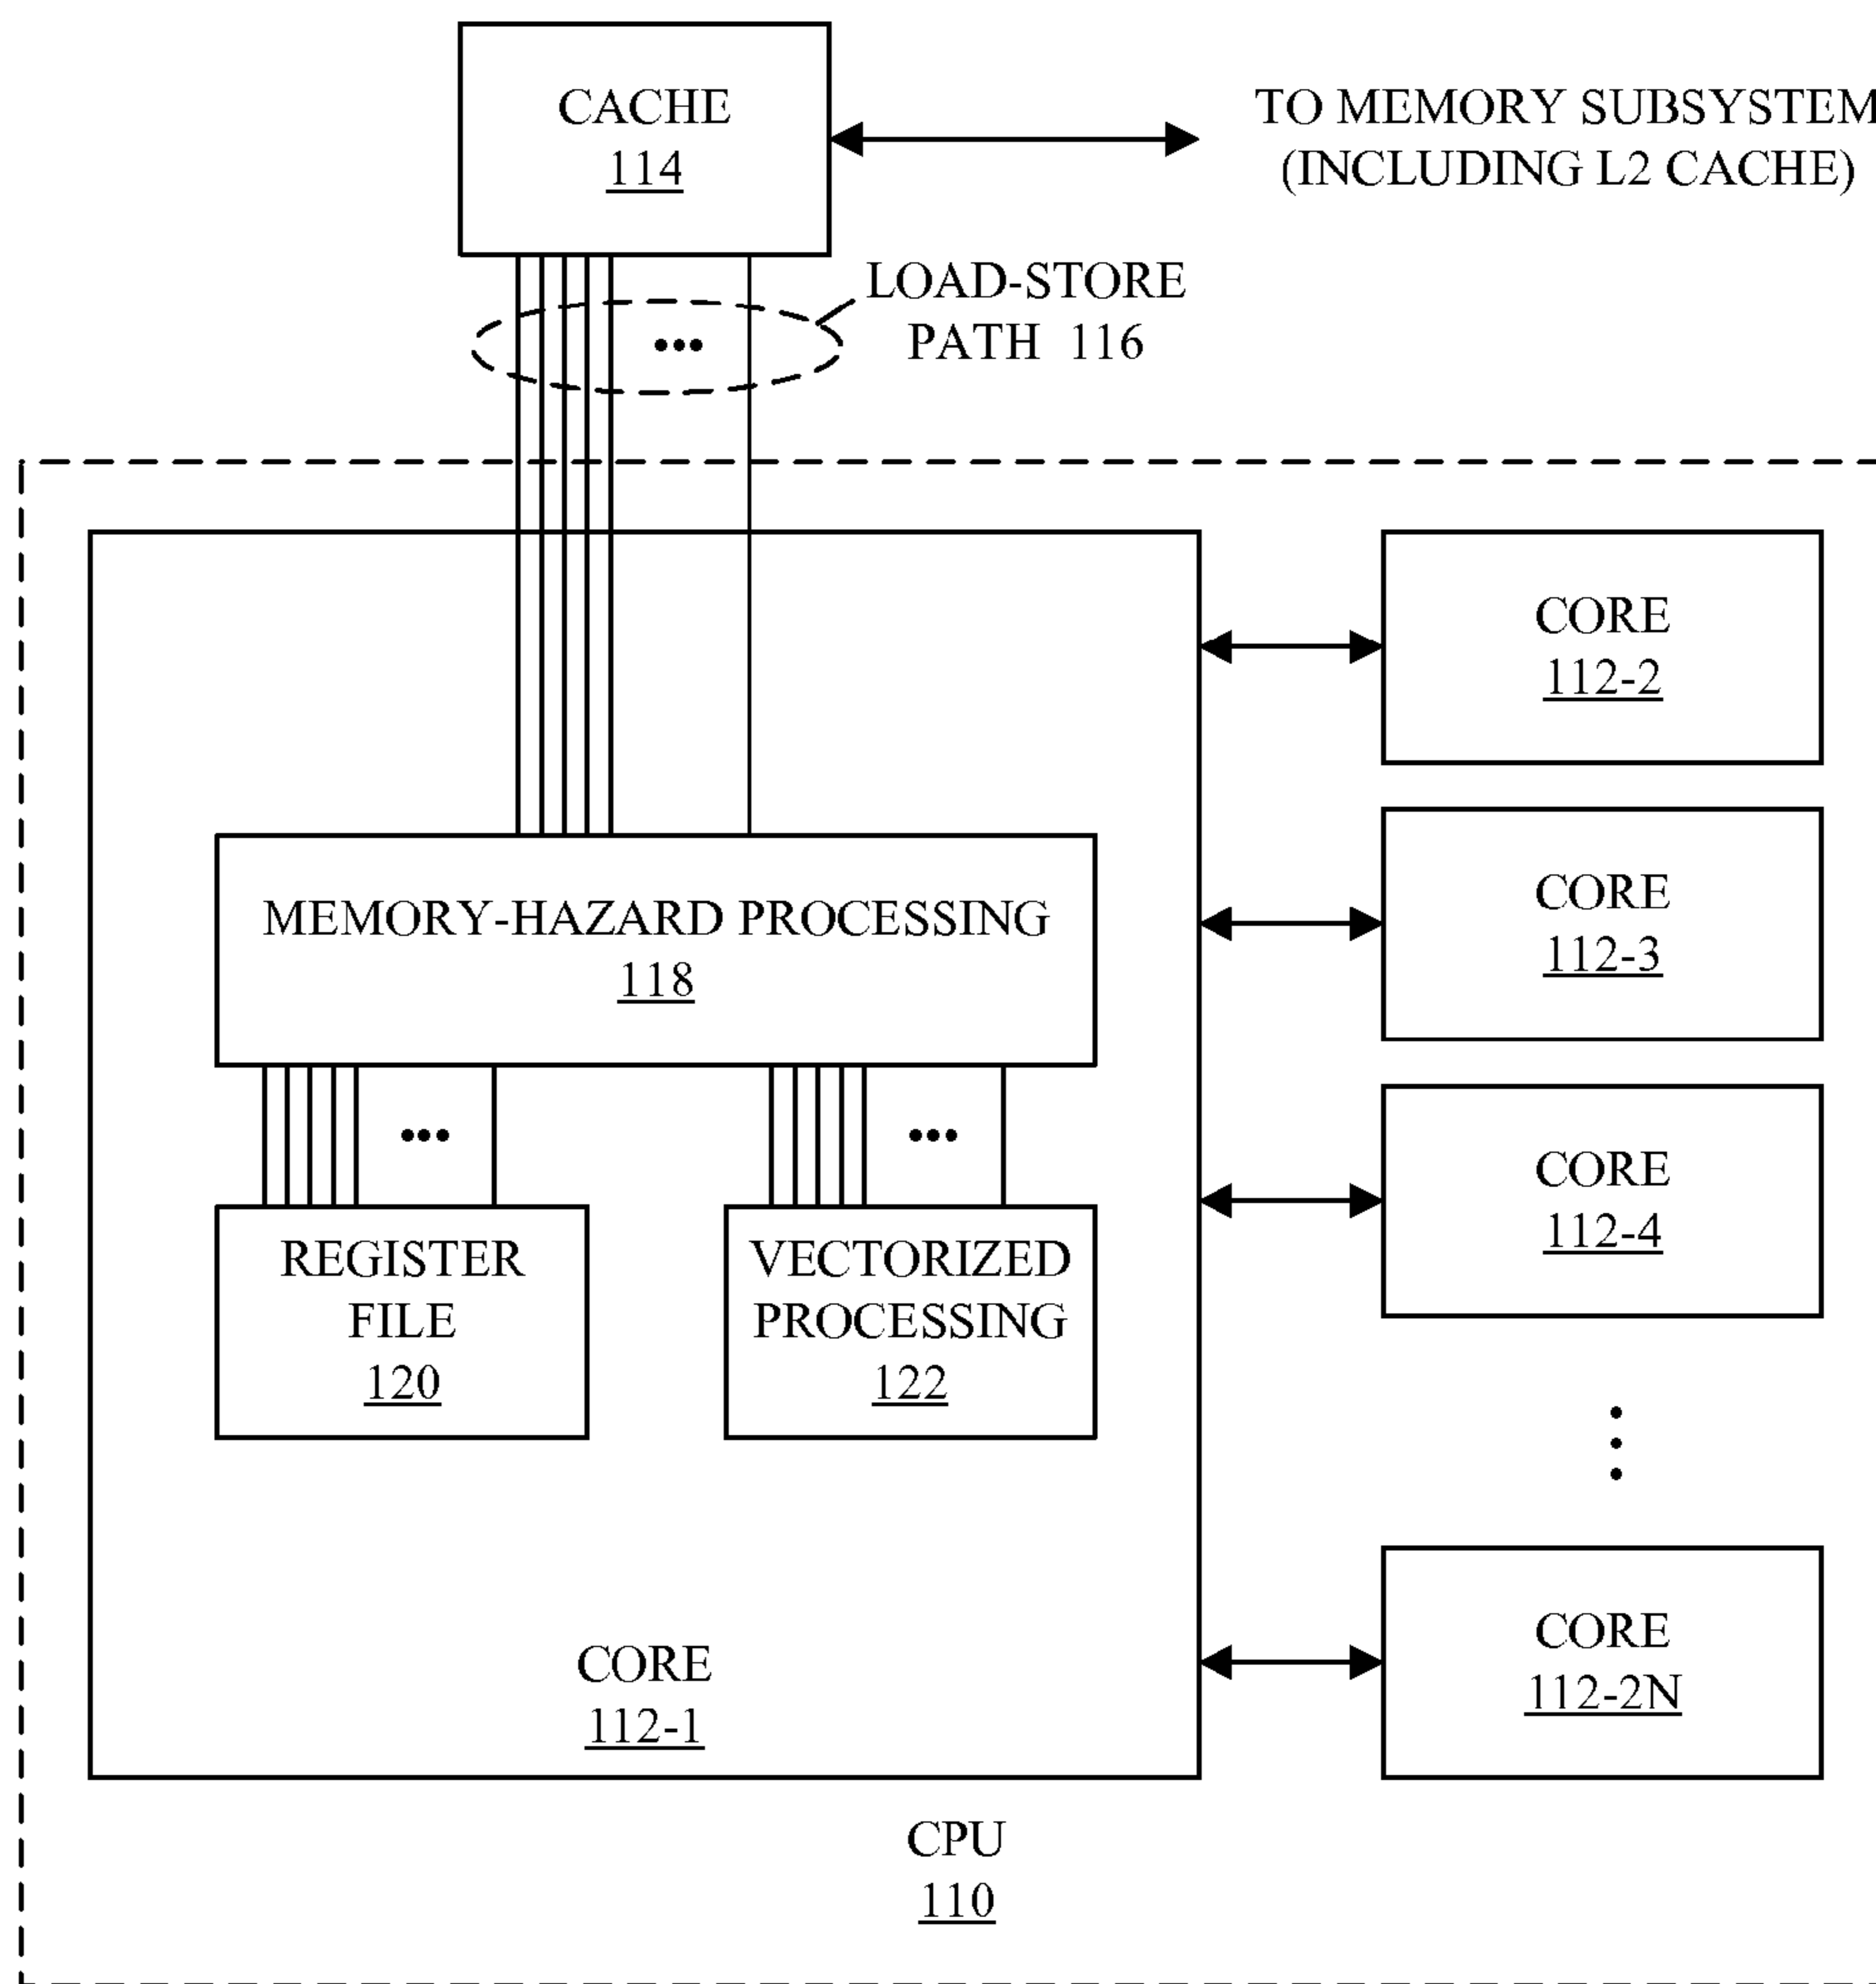 CACHE
114
TO MEMORY SUBSYSTEM
(INCLUDING L2 CACHE)
LOAD-STORE
PATH 116
CORE
112-2
MEMORY-HAZARD PROCESSING
118
CORE
112-3
CORE
112-4
REGISTER
FILE
120
VECTORIZED
PROCESSING
122
CORE
112-2N
CORE
112-1
CPU
110